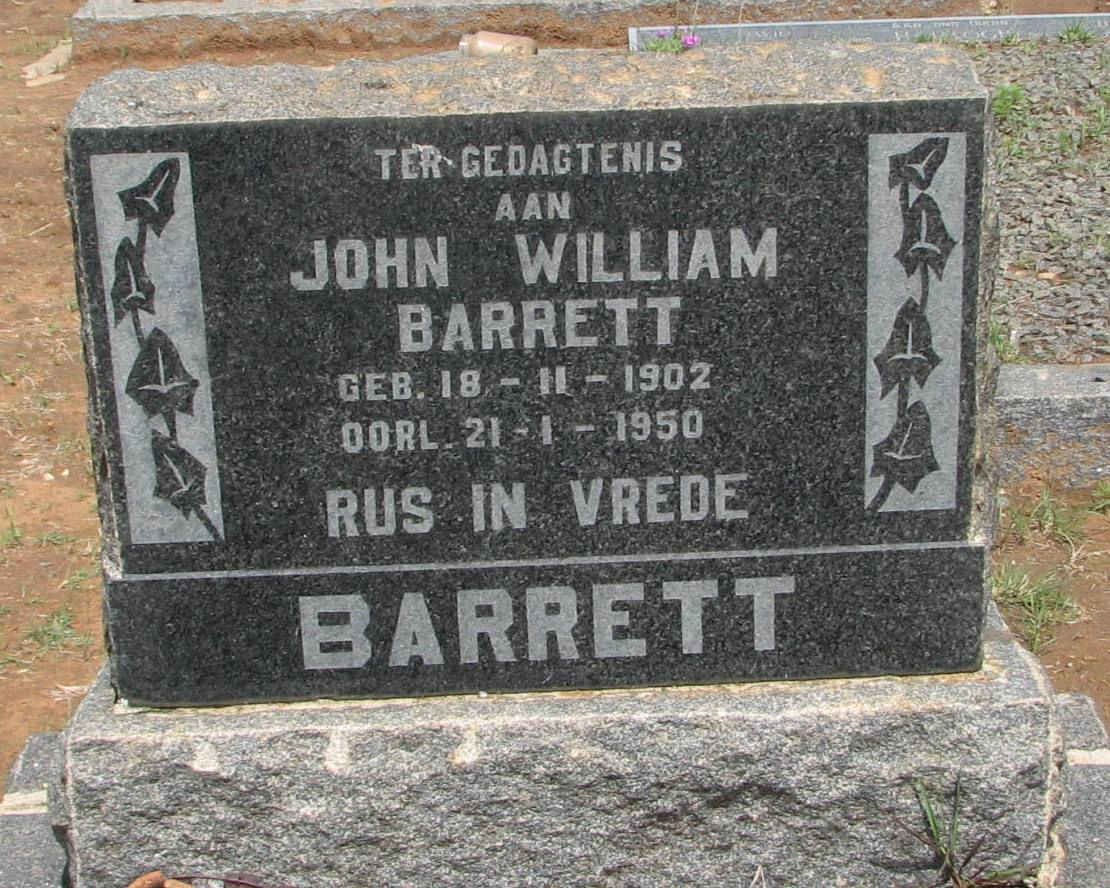 TER GEDAGTENIS
AAN
JOHN WILLIAM
BARRETT
GEB. 18 - 11 - 1902
OORL. 21 - 1 - 1950
RUS IN VREDE
BARRETT